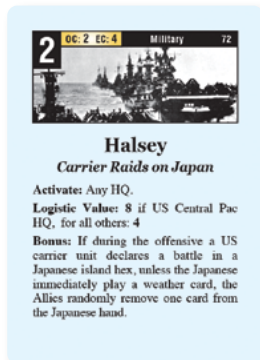 2 OC: 2 EC: 4 Military 72
Halsey
Carrier Raids on Japan
Activate: Any HQ.
Logistic Value: 8 if US Central Pac
HQ, for all others: 4
Bonus: If during the offensive a US
carrier unit declares a battle in a
Japanese island hex, unless the Japanese
immediately play a weather card, the
Allies randomly remove one card from
the Japanese hand.